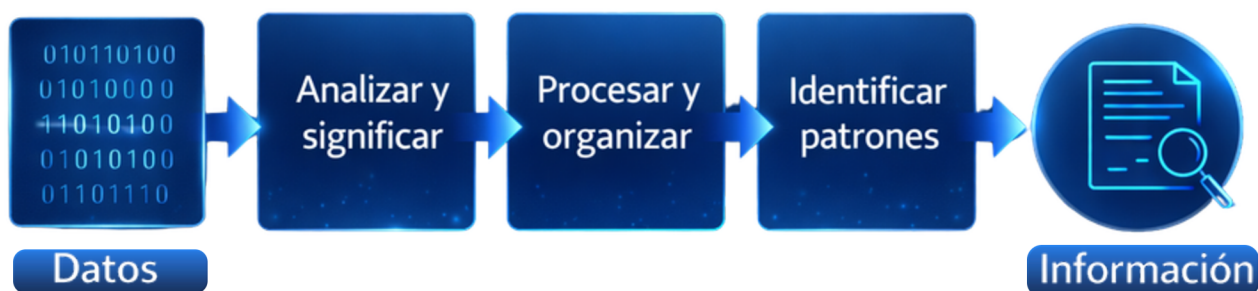 010110100
01010000
11010100
01010100
01101110
Analizar y
significar
Procesar y
organizar
Identificar
patrones
Datos
Información